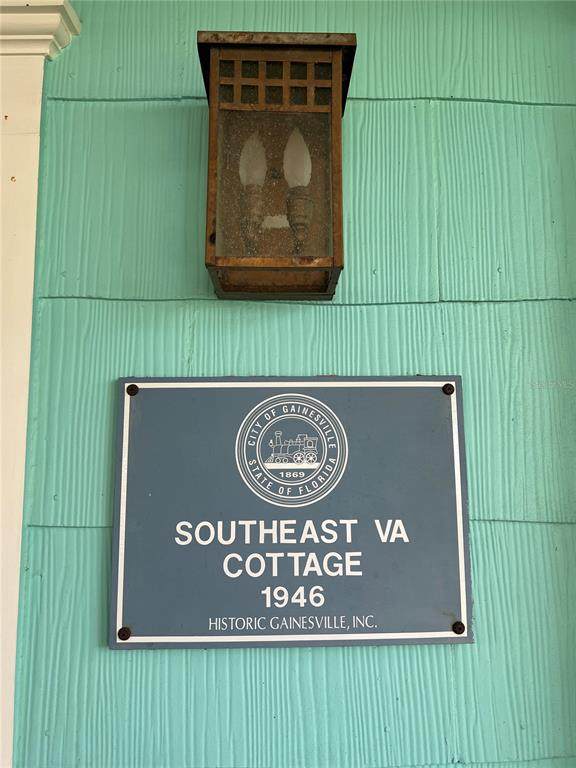 CITY OF GAINESVILLE
STATE OF FLORIDA
1869
SOUTHEAST VA
COTTAGE
1946
HISTORIC GAINESVILLE, INC.